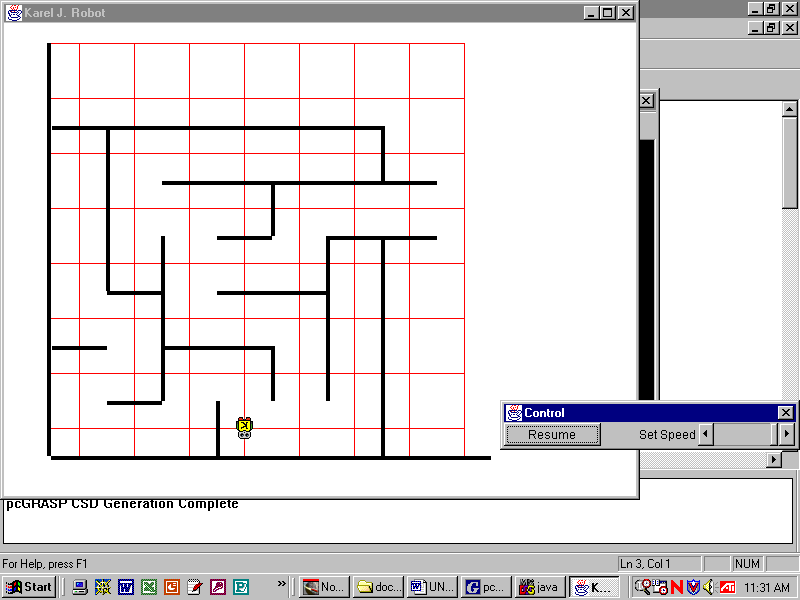 Karel J. Robot
Control
Resume
Set Speed
pcGRASP CSD Generation Complete
For Help, press F1
Ln 3, Col 1
NUM
Start
»
No...
doc...
UN...
pc...
java
K...
11:31 AM